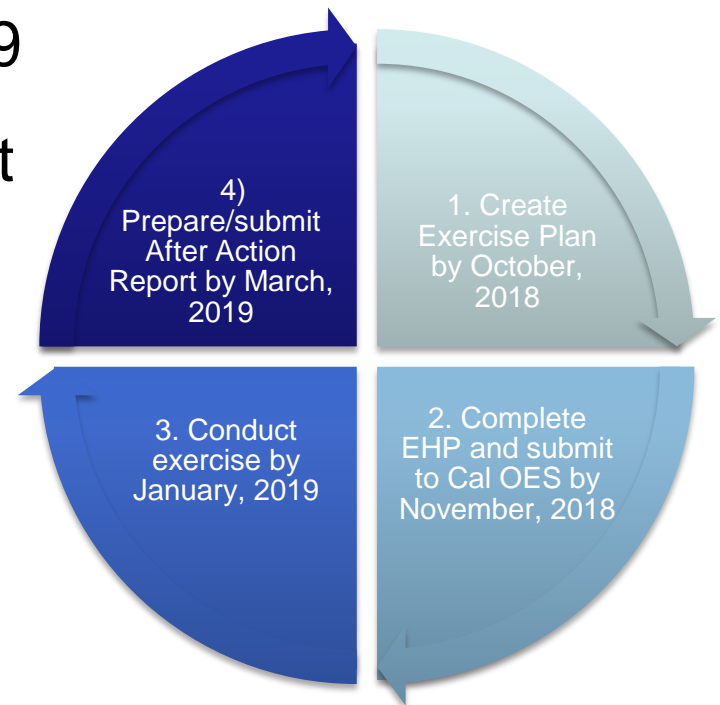 9
t
1. Create
Exercise Plan
by October,
2018
2. Complete
EHP and submit
to Cal OES by
November, 2018
3. Conduct
exercise by
January, 2019
4)
Prepare/submit
After Action
Report by March,
2019